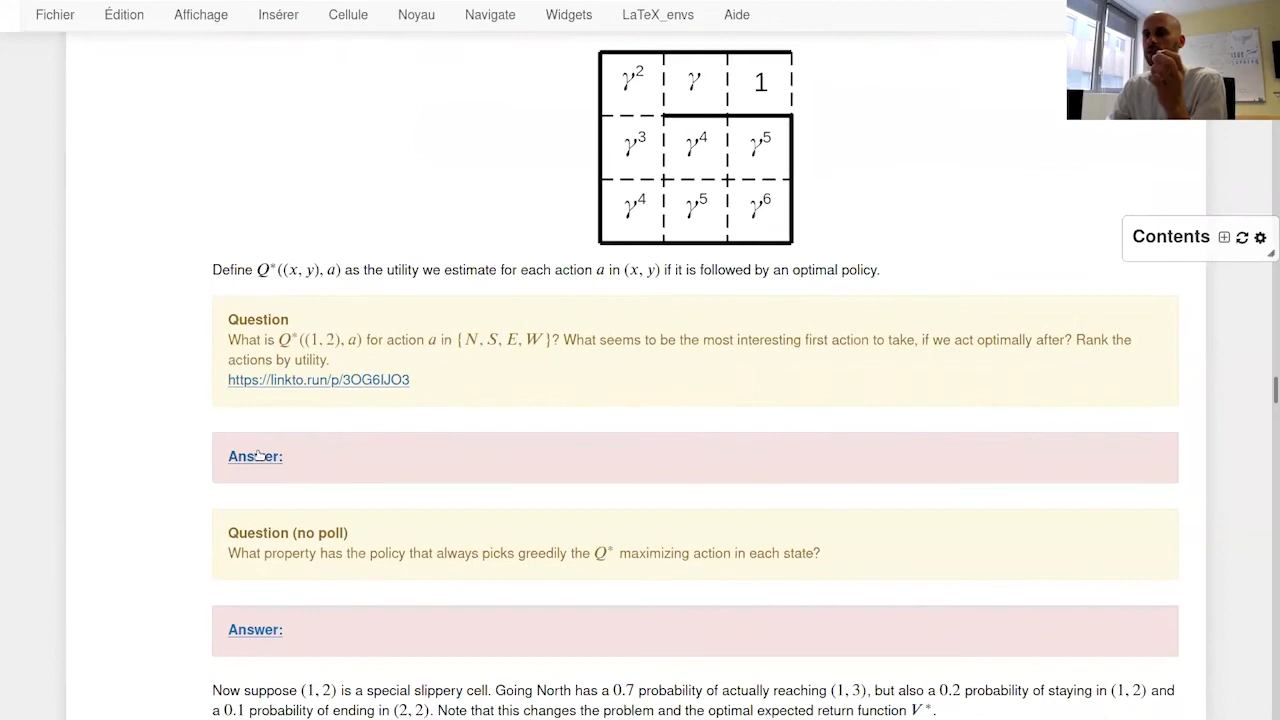 Fichier Édition Affichage Insérer Cellule Noyau Navigate Widgets LaTeX_envs Aide
γ² γ 1
γ³ γ⁴ γ⁵
γ⁴ γ⁵ γ⁶
Contents
Define Q*((x, y), a) as the utility we estimate for each action a in (x, y) if it is followed by an optimal policy.
Question
What is Q*((1, 2), a) for action a in {N, S, E, W}? What seems to be the most interesting first action to take, if we act optimally after? Rank the
actions by utility.
https://linkto.run/p/3OG6IJO3
Answer:
Question (no poll)
What property has the policy that always picks greedily the Q* maximizing action in each state?
Answer:
Now suppose (1, 2) is a special slippery cell. Going North has a 0.7 probability of actually reaching (1, 3), but also a 0.2 probability of staying in (1, 2) and
a 0.1 probability of ending in (2, 2). Note that this changes the problem and the optimal expected return function V*.